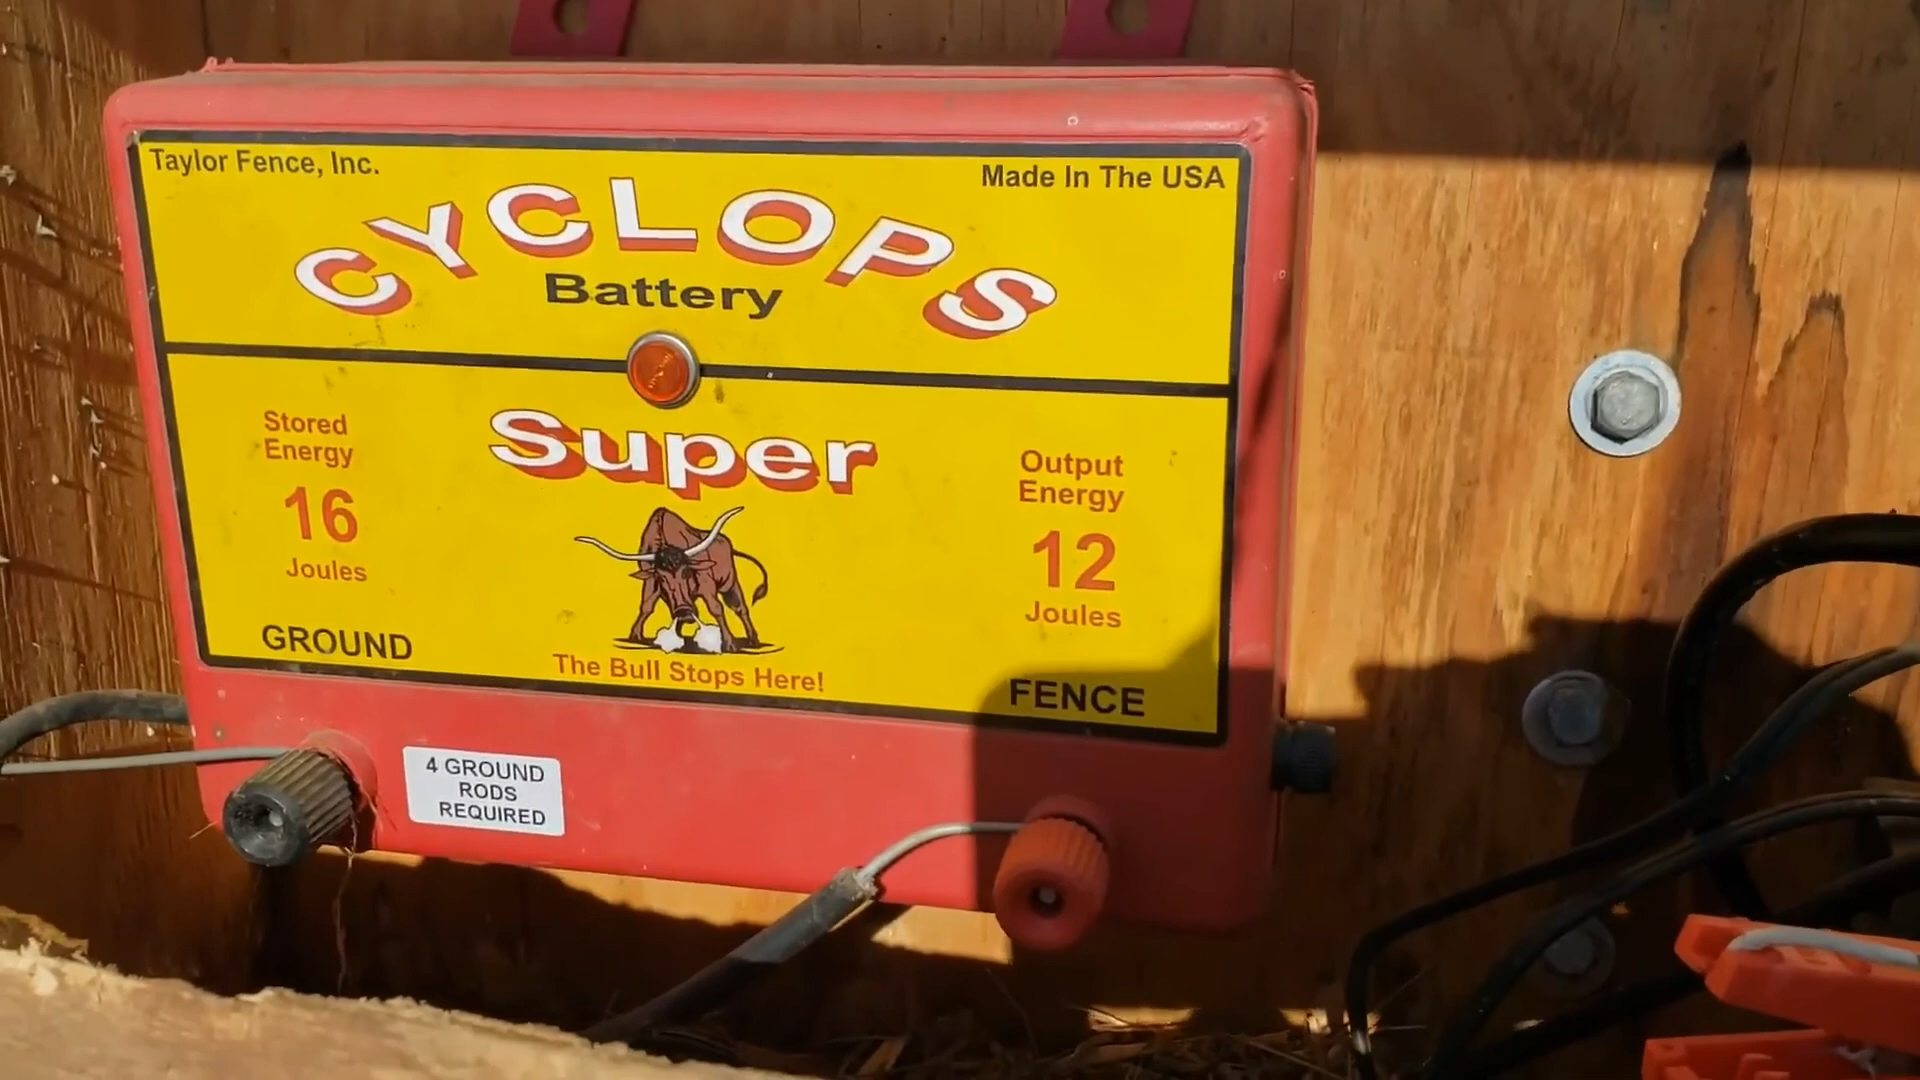 Taylor Fence, Inc.
Made In The USA
CYCLOPS
Battery
Super
Stored
Energy
16
Joules
GROUND
Output
Energy
12
Joules
FENCE
The Bull Stops Here!
4 GROUND
RODS
REQUIRED